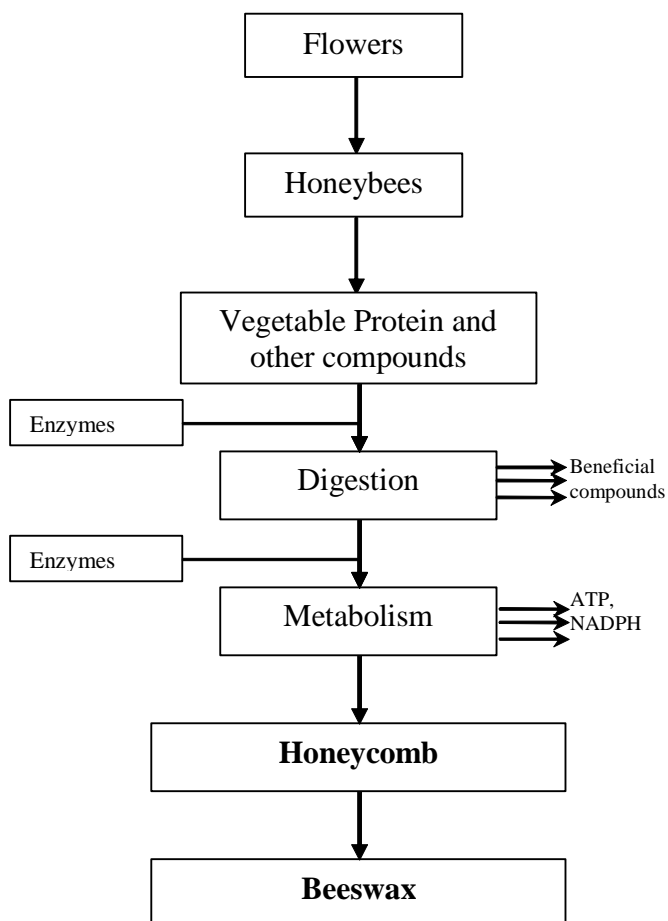 Flowers
Honeybees
Vegetable Protein and
other compounds
Enzymes
Digestion
Beneficial
compounds
Enzymes
Metabolism
ATP,
NADPH
Honeycomb
Beeswax